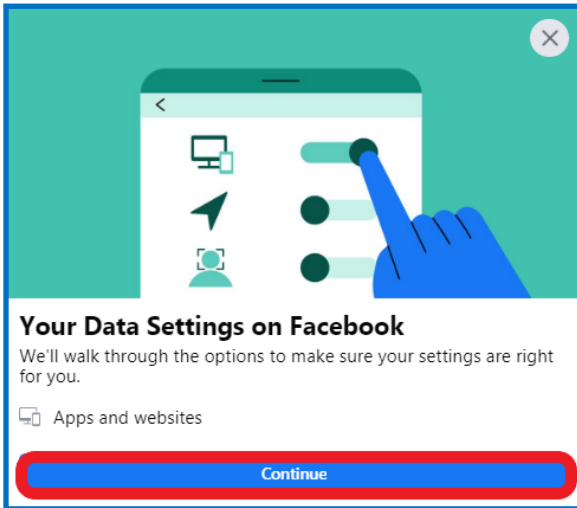 Your Data Settings on Facebook
We'll walk through the options to make sure your settings are right
for you.
Apps and websites
Continue